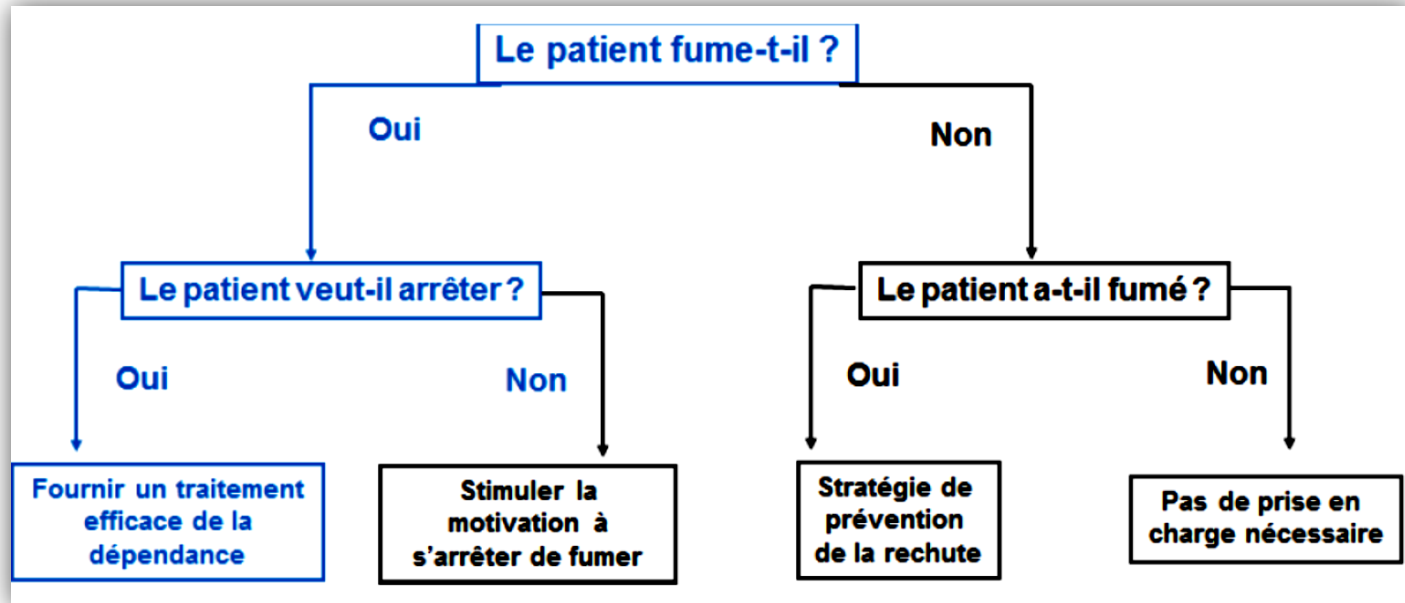 Le patient fume-t-il ?
Oui
Non
Le patient veut-il arrêter ?
Le patient a-t-il fumé ?
Oui
Non
Oui
Non
Fournir un traitement
efficace de la
dépendance
Stimuler la
motivation à
s'arrêter de fumer
Stratégie de
prévention
de la rechute
Pas de prise en
charge nécessaire